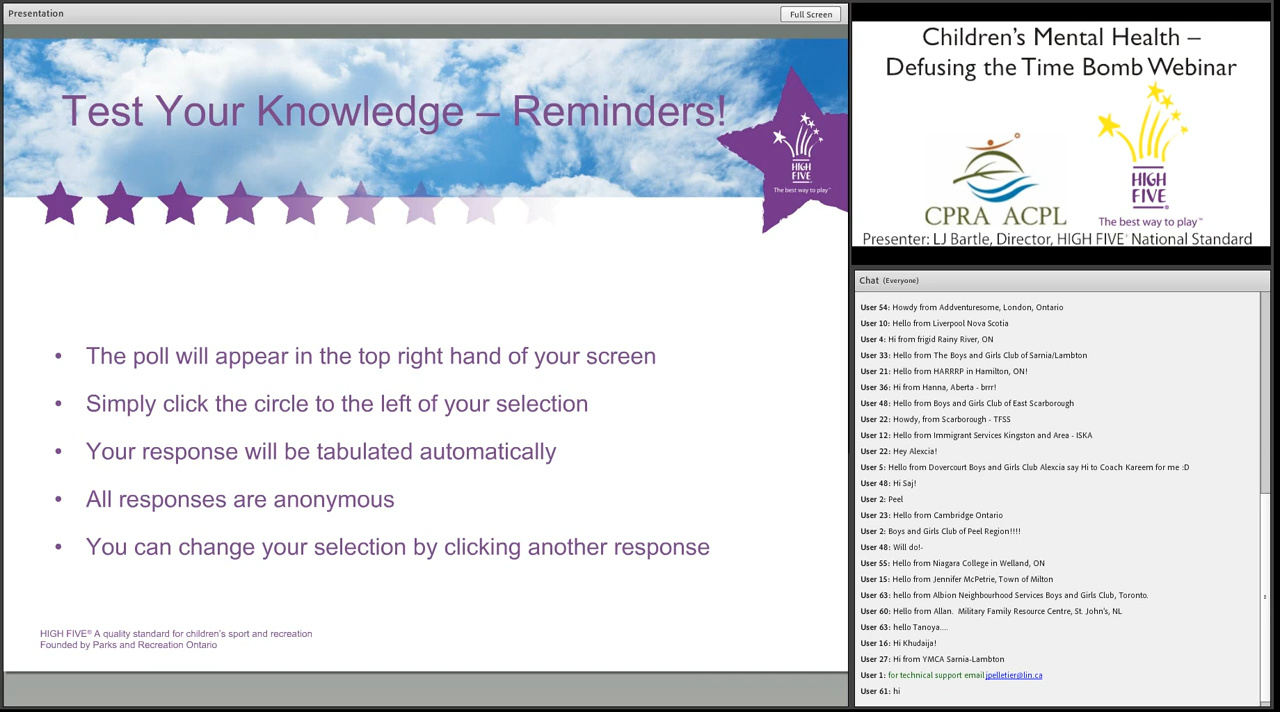 Presentation
Full Screen
Test Your Knowledge – Reminders!
HIGH
FIVE
The best way to play™
• The poll will appear in the top right hand of your screen
• Simply click the circle to the left of your selection
• Your response will be tabulated automatically
• All responses are anonymous
• You can change your selection by clicking another response
HIGH FIVE® A quality standard for children's sport and recreation
Founded by Parks and Recreation Ontario
Children's Mental Health –
Defusing the Time Bomb Webinar
CPRA ACPL
HIGH
FIVE®
The best way to play™
Presenter: LJ Bartle, Director, HIGH FIVE® National Standard
Chat (Everyone)
User 54: Howdy from Addventuresome, London, Ontario
User 10: Hello from Liverpool Nova Scotia
User 4: Hi from frigid Rainy River, ON
User 33: Hello from The Boys and Girls Club of Sarnia/Lambton
User 21: Hello from HARRRP in Hamilton, ON!
User 36: Hi from Hanna, Aberta - brrr!
User 48: Hello from Boys and Girls Club of East Scarborough
User 22: Howdy, from Scarborough - TFSS
User 12: Hello from Immigrant Services Kingston and Area - ISKA
User 22: Hey Alexcia!
User 5: Hello from Dovercourt Boys and Girls Club Alexcia say Hi to Coach Kareem for me :D
User 48: Hi Saj!
User 2: Peel
User 23: Hello from Cambridge Ontario
User 2: Boys and Girls Club of Peel Region!!!!
User 48: Will do!-
User 55: Hello from Niagara College in Welland, ON
User 15: Hello from Jennifer McPetrie, Town of Milton
User 63: hello from Albion Neighbourhood Services Boys and Girls Club, Toronto.
User 60: Hello from Allan. Military Family Resource Centre, St. John's, NL
User 63: hello Tanoya....
User 16: Hi Khudaija!
User 27: Hi from YMCA Sarnia-Lambton
User 1: for technical support email jpelletier@lin.ca
User 61: hi